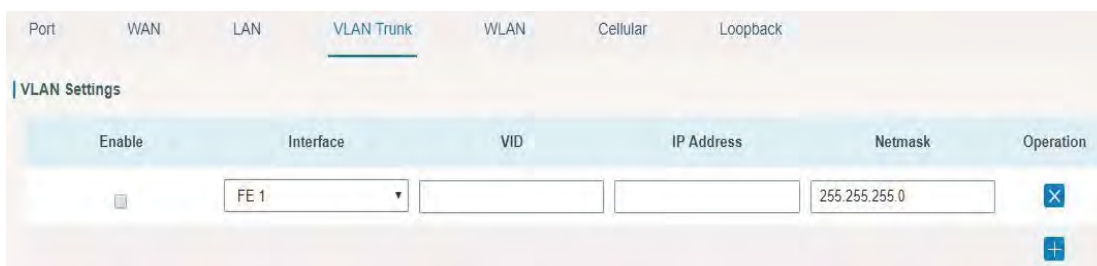 Port WAN LAN VLAN Trunk WLAN Cellular Loopback
VLAN Settings
Enable Interface VID IP Address Netmask Operation
FE 1 255.255.255.0